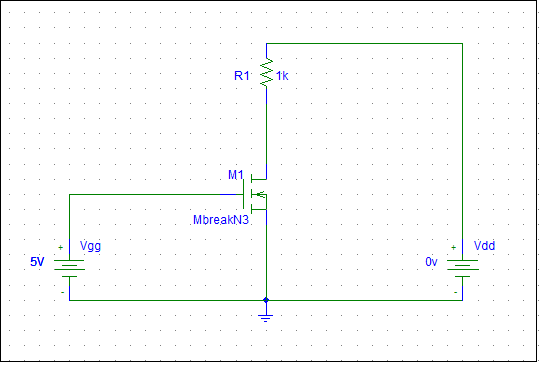 R1 1k
M1
MbreakN3
+ Vgg
5V
-
+ Vdd
0v
-